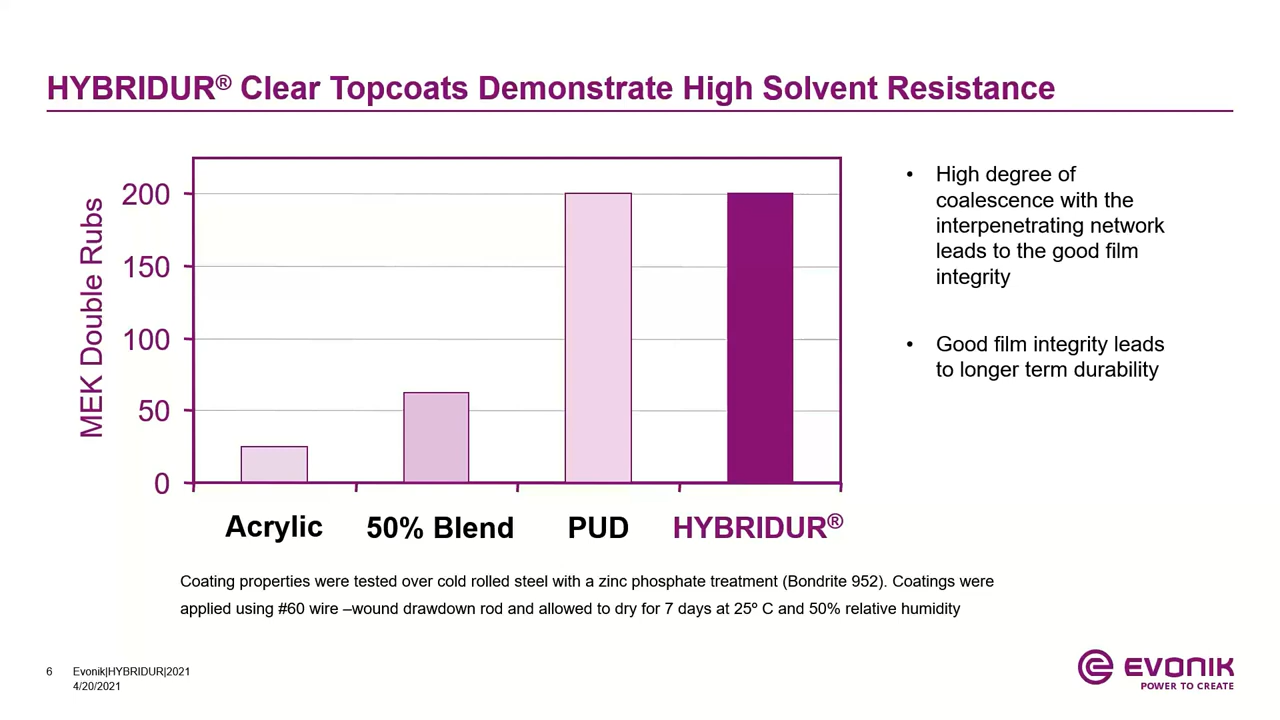 HYBRIDUR® Clear Topcoats Demonstrate High Solvent Resistance
MEK Double Rubs
200
150
100
50
0
Acrylic
50% Blend
PUD
HYBRIDUR®
• High degree of
coalescence with the
interpenetrating network
leads to the good film
integrity
• Good film integrity leads
to longer term durability
Coating properties were tested over cold rolled steel with a zinc phosphate treatment (Bondrite 952). Coatings were
applied using #60 wire –wound drawdown rod and allowed to dry for 7 days at 25º C and 50% relative humidity
6 Evonik|HYBRIDUR|2021
4/20/2021
EVONIK
POWER TO CREATE